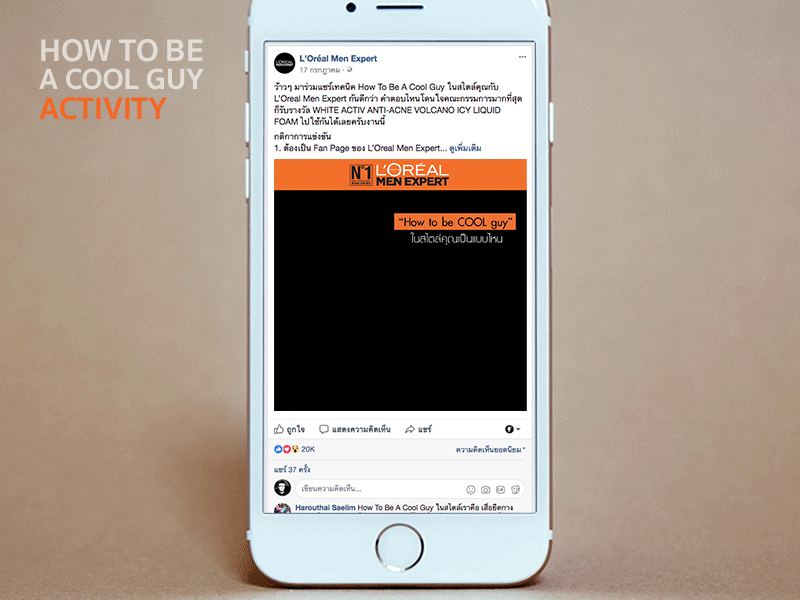 HOW TO BE
A COOL GUY
ACTIVITY
L'ORÉAL
MEN EXPERT
L'Oréal Men Expert
17 กรกฎาคม ·
ว้าวๆ มาร่วมแชร์เทคนิค How To Be A Cool Guy ในสไตล์คุณกับ
L'Oreal Men Expert กันดีกว่า คำตอบไหนโดนใจคณะกรรมการมากที่สุด
ก็รับรางวัล WHITE ACTIV ANTI-ACNE VOLCANO ICY LIQUID
FOAM ไปใช้กันได้เลยครับงานนี้
กติกาการแข่งขัน
1. ต้องเป็น Fan Page ของ L'Oreal Men Expert... ดูเพิ่มเติม
N°1
L'ORÉAL
MEN EXPERT
"How to be COOL guy"
ในสไตล์คุณเป็นแบบไหน
ถูกใจ แสดงความคิดเห็น แชร์
20K ความคิดเห็นยอดนิยม
แชร์ 37 ครั้ง
เขียนความคิดเห็น...
Harouthai Saelim How To Be A Cool Guy ในสไตล์เราคือ เสื้อยืดกาง